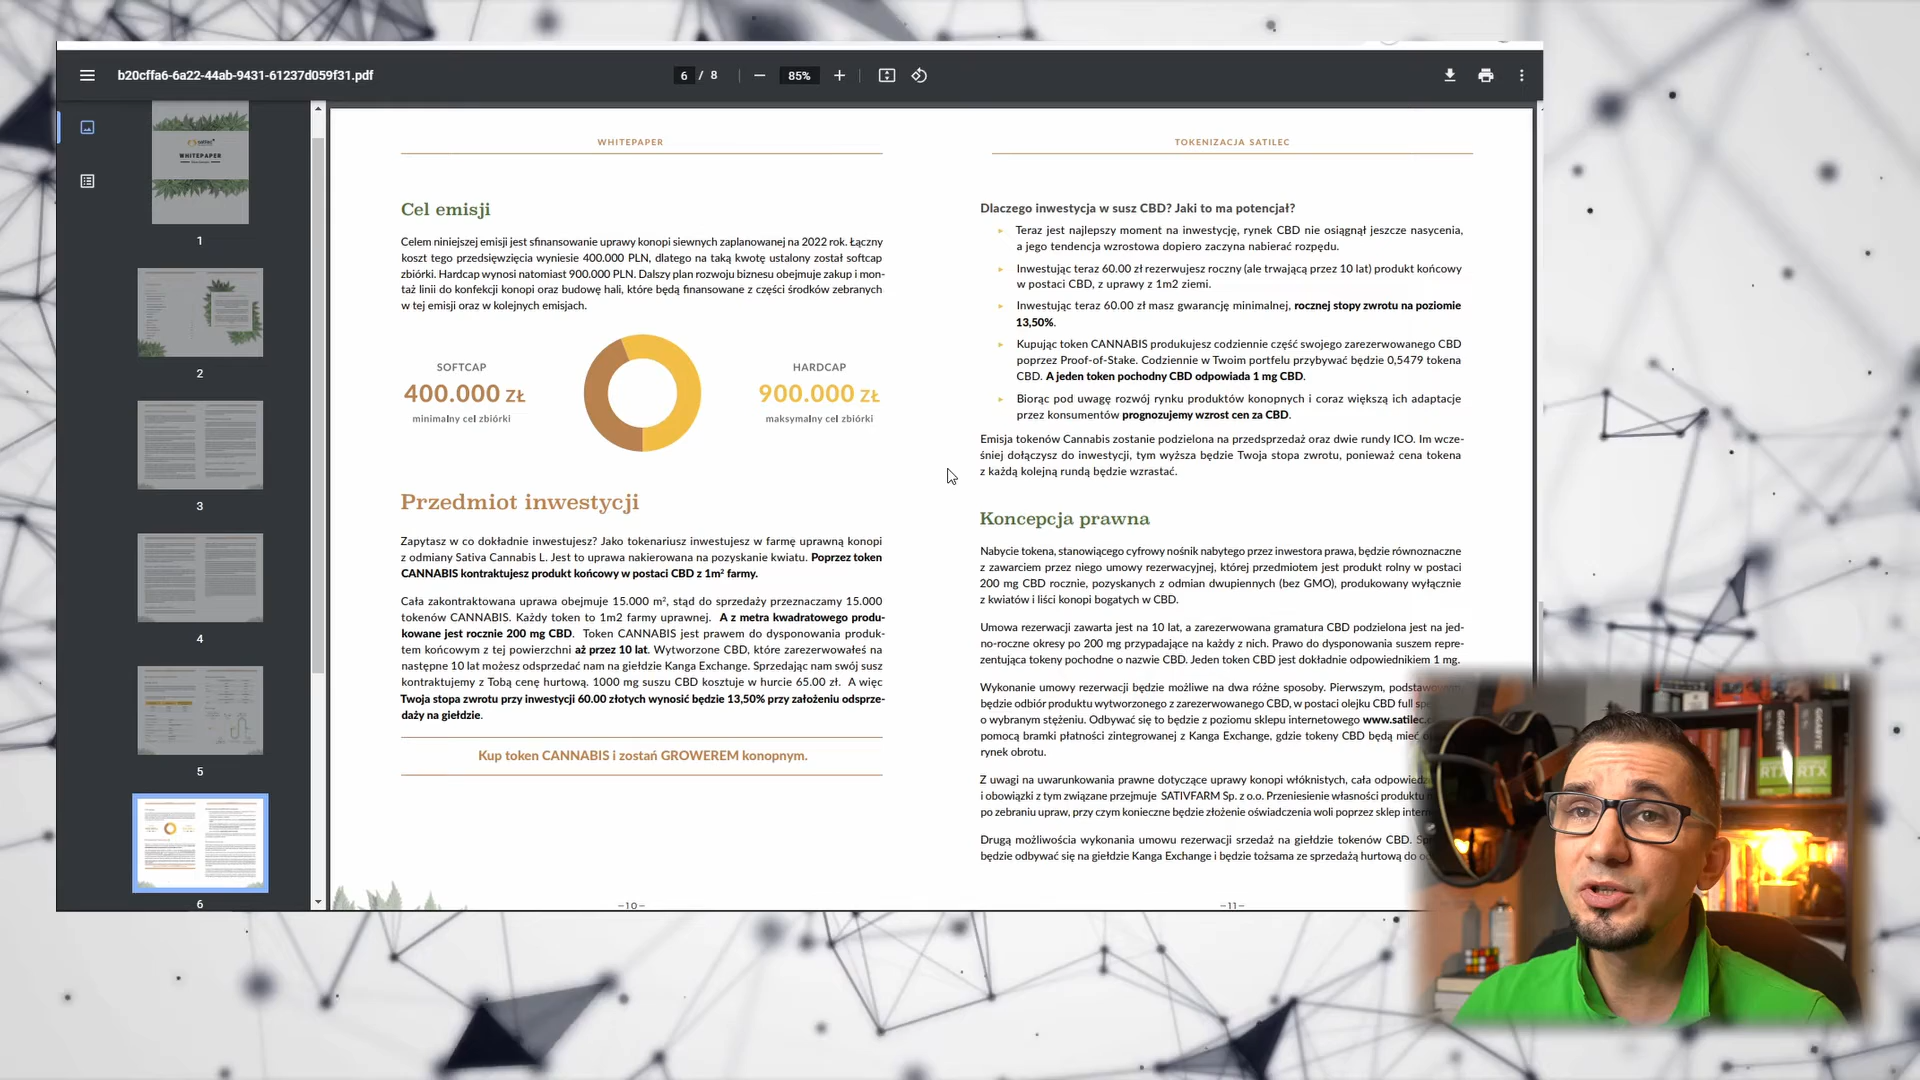 b20cffa6-6a22-44ab-9431-61237d059f31.pdf
6 / 8
85%
WHITEPAPER
1
2
3
4
5
6
WHITEPAPER
Cel emisji
Celem niniejszej emisji jest sfinansowanie uprawy konopi siewnych zaplanowanej na 2022 rok. Łączny
koszt tego przedsięwzięcia wyniesie 400.000 PLN, dlatego na taką kwotę ustalony został softcap
zbiórki. Hardcap wynosi natomiast 900.000 PLN. Dalszy plan rozwoju biznesu obejmuje zakup i mon-
taż linii do konfekcji konopi oraz budowę hali, które będą finansowane z części środków zebranych
w tej emisji oraz w kolejnych emisjach.
SOFTCAP
400.000 ZŁ
minimalny cel zbiórki
HARDCAP
900.000 ZŁ
maksymalny cel zbiórki
Przedmiot inwestycji
Zapytasz w co dokładnie inwestujesz? Jako tokenariusz inwestujesz w farmę uprawną konopi
z odmiany Sativa Cannabis L. Jest to uprawa nakierowana na pozyskanie kwiatu. Poprzez token
CANNABIS kontraktujesz produkt końcowy w postaci CBD z 1m² farmy.
Cała zakontraktowana uprawa obejmuje 15.000 m², stąd do sprzedaży przeznaczamy 15.000
tokenów CANNABIS. Każdy token to 1m2 farmy uprawnej. A z metra kwadratowego produ-
kowane jest rocznie 200 mg CBD. Token CANNABIS jest prawem do dysponowania produk-
tem końcowym z tej powierzchni aż przez 10 lat. Wytworzone CBD, które zarezerwowałeś na
następne 10 lat możesz odsprzedać nam na giełdzie Kanga Exchange. Sprzedając nam swój susz
kontraktujemy z Tobą cenę hurtową. 1000 mg suszu CBD kosztuje w hurcie 65.00 zł. A więc
Twoja stopa zwrotu przy inwestycji 60.00 złotych wynosić będzie 13,50% przy założeniu odsprze-
daży na giełdzie.
Kup token CANNABIS i zostań GROWEREM konopnym.
–10–
TOKENIZACJA SATILEC
Dlaczego inwestycja w susz CBD? Jaki to ma potencjał?
Teraz jest najlepszy moment na inwestycję, rynek CBD nie osiągnął jeszcze nasycenia,
a jego tendencja wzrostowa dopiero zaczyna nabierać rozpędu.
Inwestując teraz 60.00 zł rezerwujesz roczny (ale trwającą przez 10 lat) produkt końcowy
w postaci CBD, z uprawy z 1m2 ziemi.
Inwestując teraz 60.00 zł masz gwarancję minimalnej, rocznej stopy zwrotu na poziomie
13,50%.
Kupując token CANNABIS produkujesz codziennie część swojego zarezerwowanego CBD
poprzez Proof-of-Stake. Codziennie w Twoim portfelu przybywać będzie 0,5479 tokena
CBD. A jeden token pochodny CBD odpowiada 1 mg CBD.
Biorąc pod uwagę rozwój rynku produktów konopnych i coraz większą ich adaptacje
przez konsumentów prognozujemy wzrost cen za CBD.
Emisja tokenów Cannabis zostanie podzielona na przedsprzedaż oraz dwie rundy ICO. Im wcze-
śniej dołączysz do inwestycji, tym wyższa będzie Twoja stopa zwrotu, ponieważ cena tokena
z każdą kolejną rundą będzie wzrastać.
Koncepcja prawna
Nabycie tokena, stanowiącego cyfrowy nośnik nabytego przez inwestora prawa, będzie równoznaczne
z zawarciem przez niego umowy rezerwacyjnej, której przedmiotem jest produkt rolny w postaci
200 mg CBD rocznie, pozyskanych z odmian dwupiennych (bez GMO), produkowany wyłącznie
z kwiatów i liści konopi bogatych w CBD.
Umowa rezerwacji zawarta jest na 10 lat, a zarezerwowana gramatura CBD podzielona jest na jed-
no-roczne okresy po 200 mg przypadające na każdy z nich. Prawo do dysponowania suszem repre-
zentująca tokeny pochodne o nazwie CBD. Jeden token CBD jest dokładnie odpowiednikiem 1 mg.
Wykonanie umowy rezerwacji będzie możliwe na dwa różne sposoby. Pierwszym,
będzie odbiór produktu wytworzonego z zarezerwowanego CBD, w postaci olejku CBD full
o wybranym stężeniu. Odbywać się to będzie z poziomu sklepu internetowego
pomocą bramki płatności zintegrowanej z Kanga Exchange, gdzie tokeny CBD będą mieć
rynek obrotu.
Z uwagi na uwarunkowania prawne dotyczące uprawy konopi włóknistych, cała
i obowiązki z tym związane przejmuje SATIVFARM Sp. z o.o. Przeniesienie własności produktu
po zebraniu upraw, przy czym konieczne będzie złożenie oświadczenia woli poprzez sklep
Drugą możliwościa wykonania umowu rezerwacji srzedaż na giełdzie tokenów CBD.
będzie odbywać się na giełdzie Kanga Exchange i będzie tożsama ze sprzedażą hurtową do
–11–
GIGABYTE
GIGABYTE
RTX
RTX